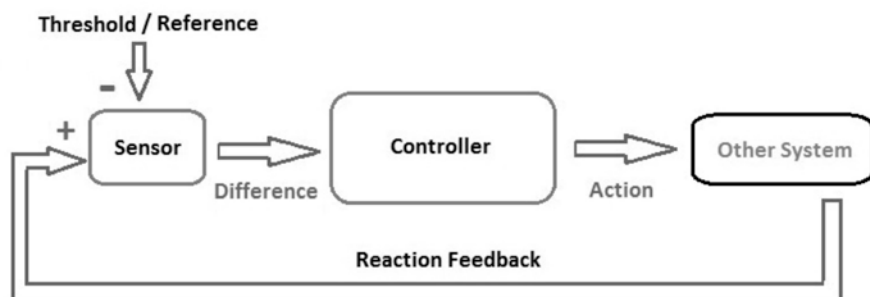 Threshold / Reference
-
+
Sensor
Difference
Controller
Action
Other System
Reaction Feedback